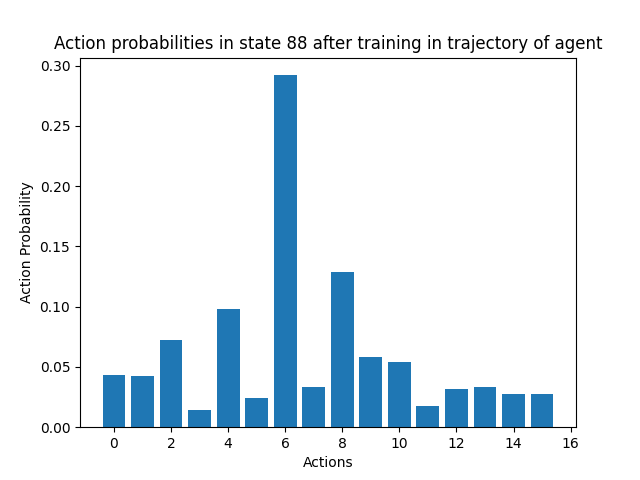 Action probabilities in state 88 after training in trajectory of agent
0.30
0.25
0.20
0.15
0.10
0.05
0.00
Action Probability
0 2 4 6 8 10 12 14 16
Actions